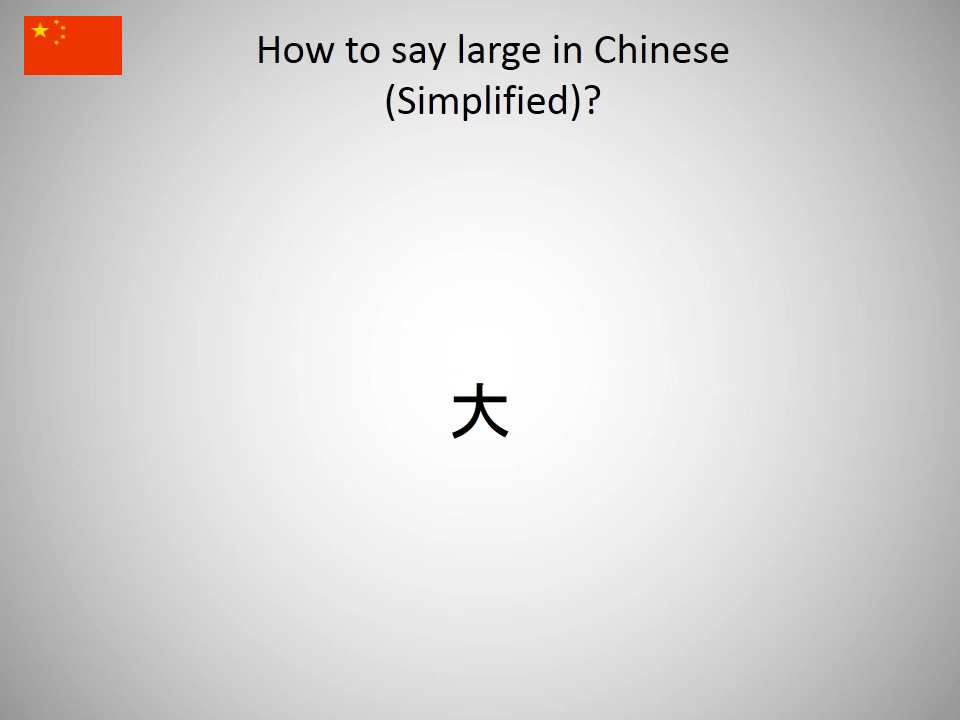 How to say large in Chinese
(Simplified)?
大